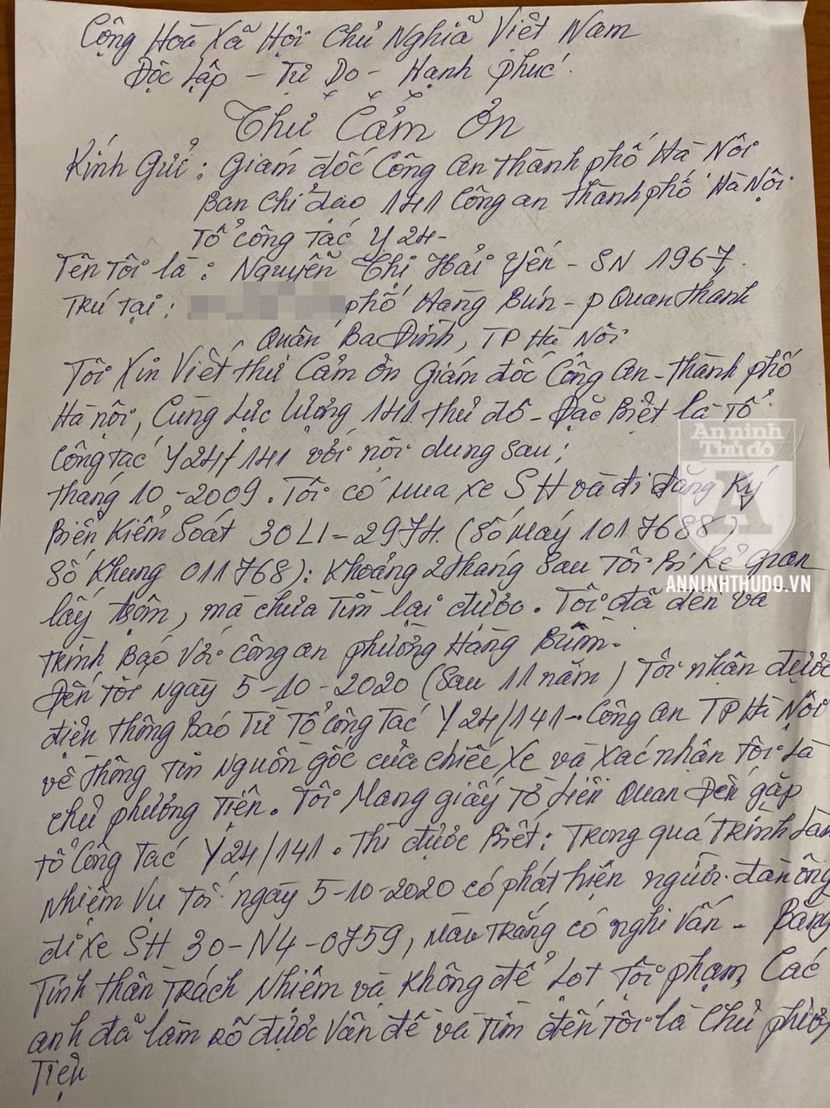 Cộng Hoà Xã Hội Chủ Nghĩa Việt Nam
Độc lập - Tự Do - Hạnh phúc
Thư Cảm Ơn
Kính Gửi: Giám đốc Công an thành phố Hà Nội
Ban chỉ đạo 141 Công an thành phố Hà Nội
Tổ công tác Y24-
Tên tôi là: Nguyễn Thị Hải Yến - SN 1967.
Trú tại: phố Hàng Bún - p Quan Thánh
Quận Ba Đình, TP Hà Nội
Tôi Xin Viết thư Cảm ơn Giám đốc Công An - thành phố
Hà nội, Cùng Lực lượng 141 thủ đô - Đặc Biệt là Tổ
Công tác Y24/141 với nội dung sau:
tháng 10-2009. Tôi có mua xe SH và đi đăng Ký
Biển Kiểm Soát 30L1-2974. (Số máy 1017688)
Số Khung 011768): Khoảng 2 tháng sau Tôi Bị Kẻ gian
lấy trộm, mà chưa Tìm lại được. Tôi đã đến và
trình Báo Với Công an phường Hàng Buồm.
Đến tối ngày 5-10-2020 (sau 11 năm) Tôi nhận được
điện thông Báo Từ Tổ công Tác Y24/141 - Công An TP Hà Nội
về thông tin nguồn gốc của chiếc Xe và xác nhận Tôi là
chủ phương tiện. Tôi Mang giấy tờ liên Quan Đến gặp
tổ Công Tác Y24/141. Thì được Biết: Trong quá trình làm
Nhiệm Vụ Tối ngày 5-10-2020 có phát hiện người đàn ông
đi xe SH 30-N4-0759, Màu Trắng có nghi vấn - Bằng
Tinh thần Trách Nhiệm và Không để Lọt Tội phạm, Các
anh đã làm rõ được Vấn đề và Tìm đến Tôi là Chủ phương
Tiện
An ninh
Thủ đô
A
ANNINHTHUDO.VN